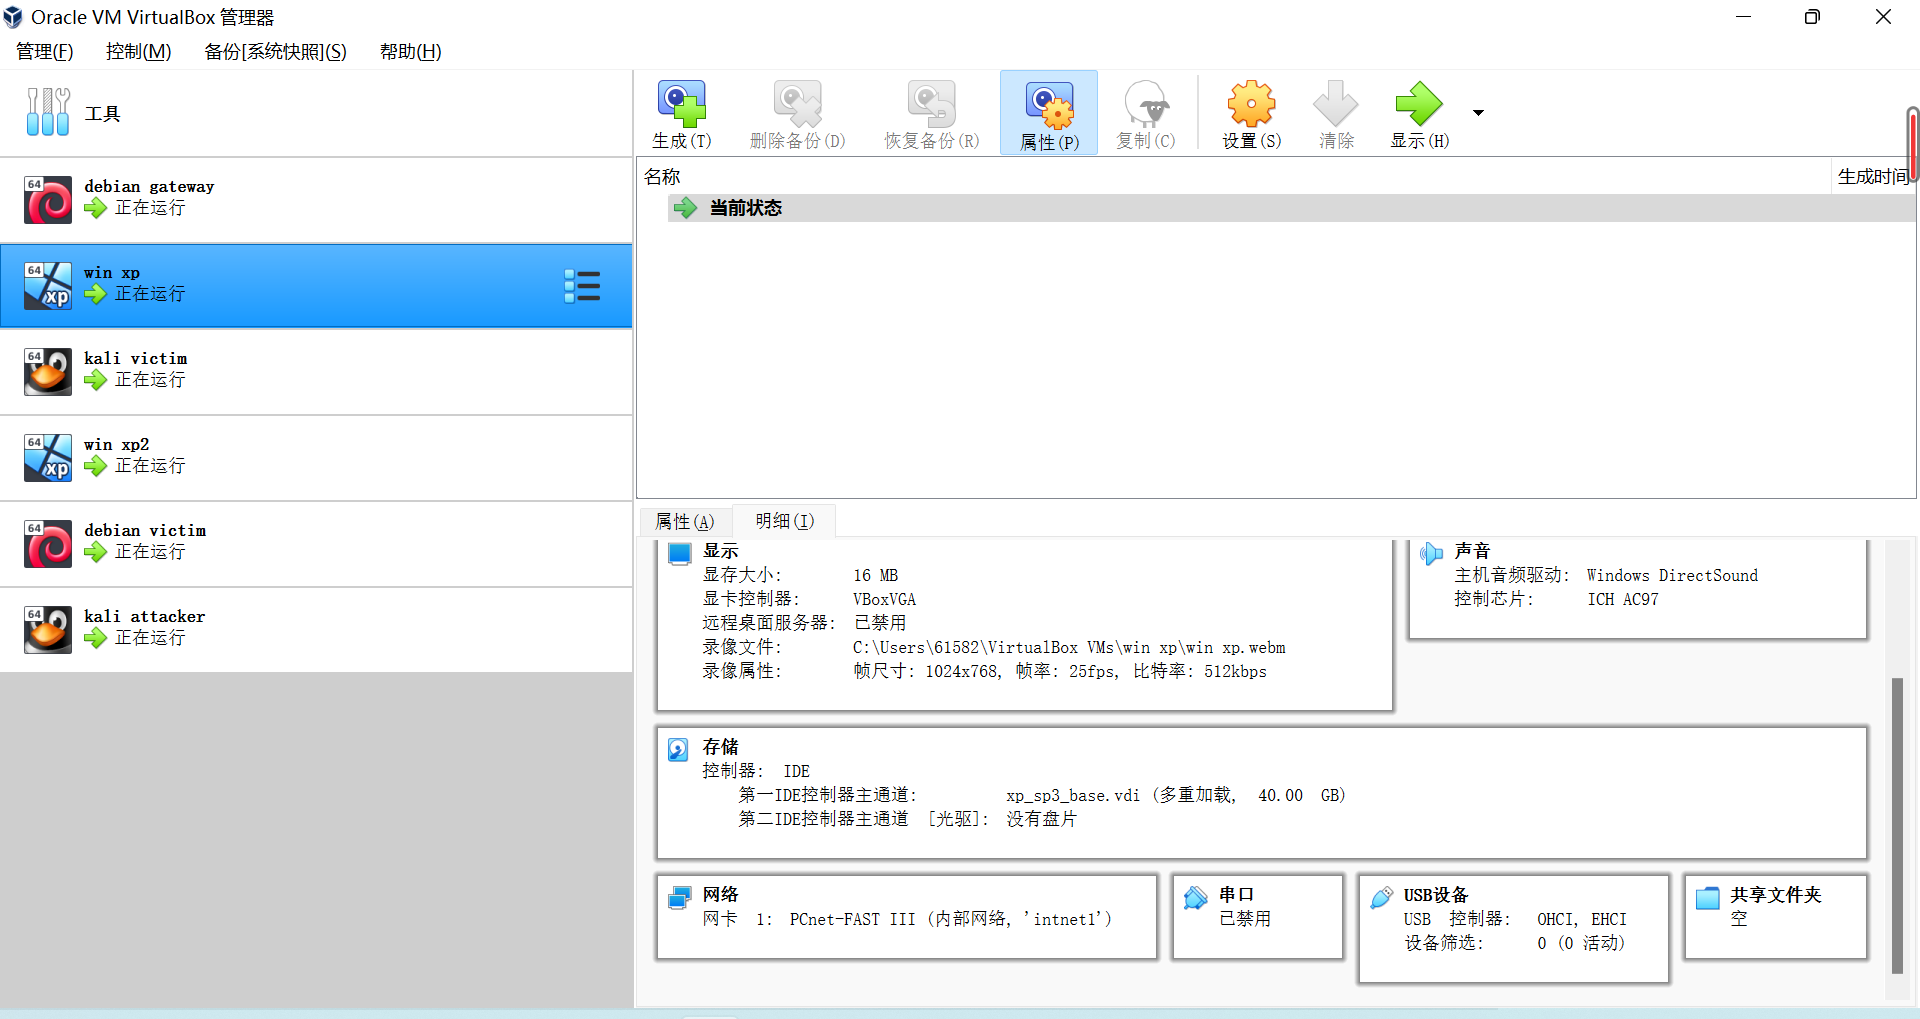 Oracle VM VirtualBox 管理器
管理(F) 控制(M) 备份[系统快照](S) 帮助(H)
工具
生成(T) 删除备份(D) 恢复备份(R) 属性(P) 复制(C) 设置(S) 清除 显示(H)
64 debian gateway
正在运行
64 xp win xp
正在运行
64 kali victim
正在运行
64 xp win xp2
正在运行
64 debian victim
正在运行
64 kali attacker
正在运行
名称 生成时间
当前状态
属性(A) 明细(I)
显示
显存大小: 16 MB
显卡控制器: VBoxVGA
远程桌面服务器: 已禁用
录像文件: C:\Users\61582\VirtualBox VMs\win xp\win xp.webm
录像属性: 帧尺寸: 1024x768, 帧率: 25fps, 比特率: 512kbps
声音
主机音频驱动: Windows DirectSound
控制芯片: ICH AC97
存储
控制器: IDE
第一IDE控制器主通道: xp_sp3_base.vdi (多重加载, 40.00 GB)
第二IDE控制器主通道 [光驱]: 没有盘片
网络
网卡 1: PCnet-FAST III (内部网络, 'intnet1')
串口
已禁用
USB设备
USB 控制器: OHCI, EHCI
设备筛选: 0 (0 活动)
共享文件夹
空